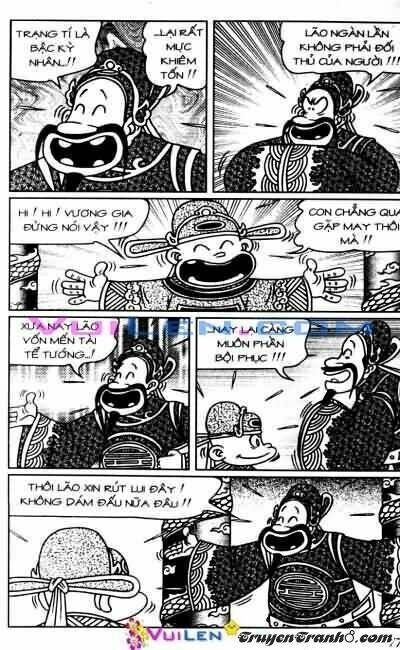 TRẠNG TÍ LÀ
BẬC KỲ
NHÂN...!!
...LẠI RẤT
MỰC
KHIÊM
TỐN !!
LÃO NGÀN LẦN
KHÔNG PHẢI ĐỐI
THỦ CỦA NGƯỜI !!!
HI ! HI ! VƯƠNG GIA
ĐỪNG NÓI VẬY !!!
CON CHẲNG QUA
GẶP MAY THÔI
MÀ !!
VUILEN.COM
XƯA NAY LÃO
VỐN MẾN TÀI
TỂ TƯỚNG...!
...NAY LẠI CÀNG
MUÔN PHẦN
BỘI PHỤC !!!
THÔI LÃO XIN RÚT LUI ĐÂY !
KHÔNG DÁM ĐẤU NỮA ĐÂU !!
VUILEN
TruyenTranh8.com